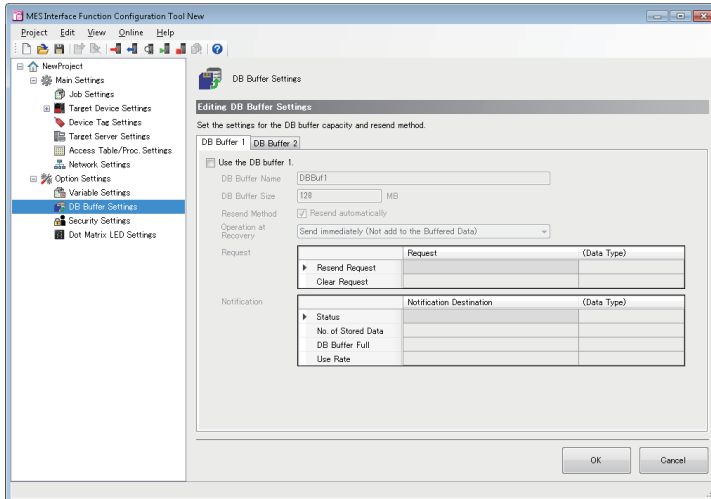 MES Interface Function Configuration Tool New
Project Edit View Online Help
NewProject
Main Settings
Job Settings
Target Device Settings
Device Tag Settings
Target Server Settings
Access Table/Proc. Settings
Network Settings
Option Settings
Variable Settings
DB Buffer Settings
Security Settings
Dot Matrix LED Settings
DB Buffer Settings
Editing DB Buffer Settings
Set the settings for the DB buffer capacity and resend method.
DB Buffer 1 DB Buffer 2
Use the DB buffer 1.
DB Buffer Name DBBuf1
DB Buffer Size 128 MB
Resend Method Resend automatically
Operation at
Recovery
Send immediately (Not add to the Buffered Data)
Request
Request (Data Type)
Resend Request
Clear Request
Notification
Notification Destination (Data Type)
Status
No. of Stored Data
DB Buffer Full
Use Rate
OK Cancel